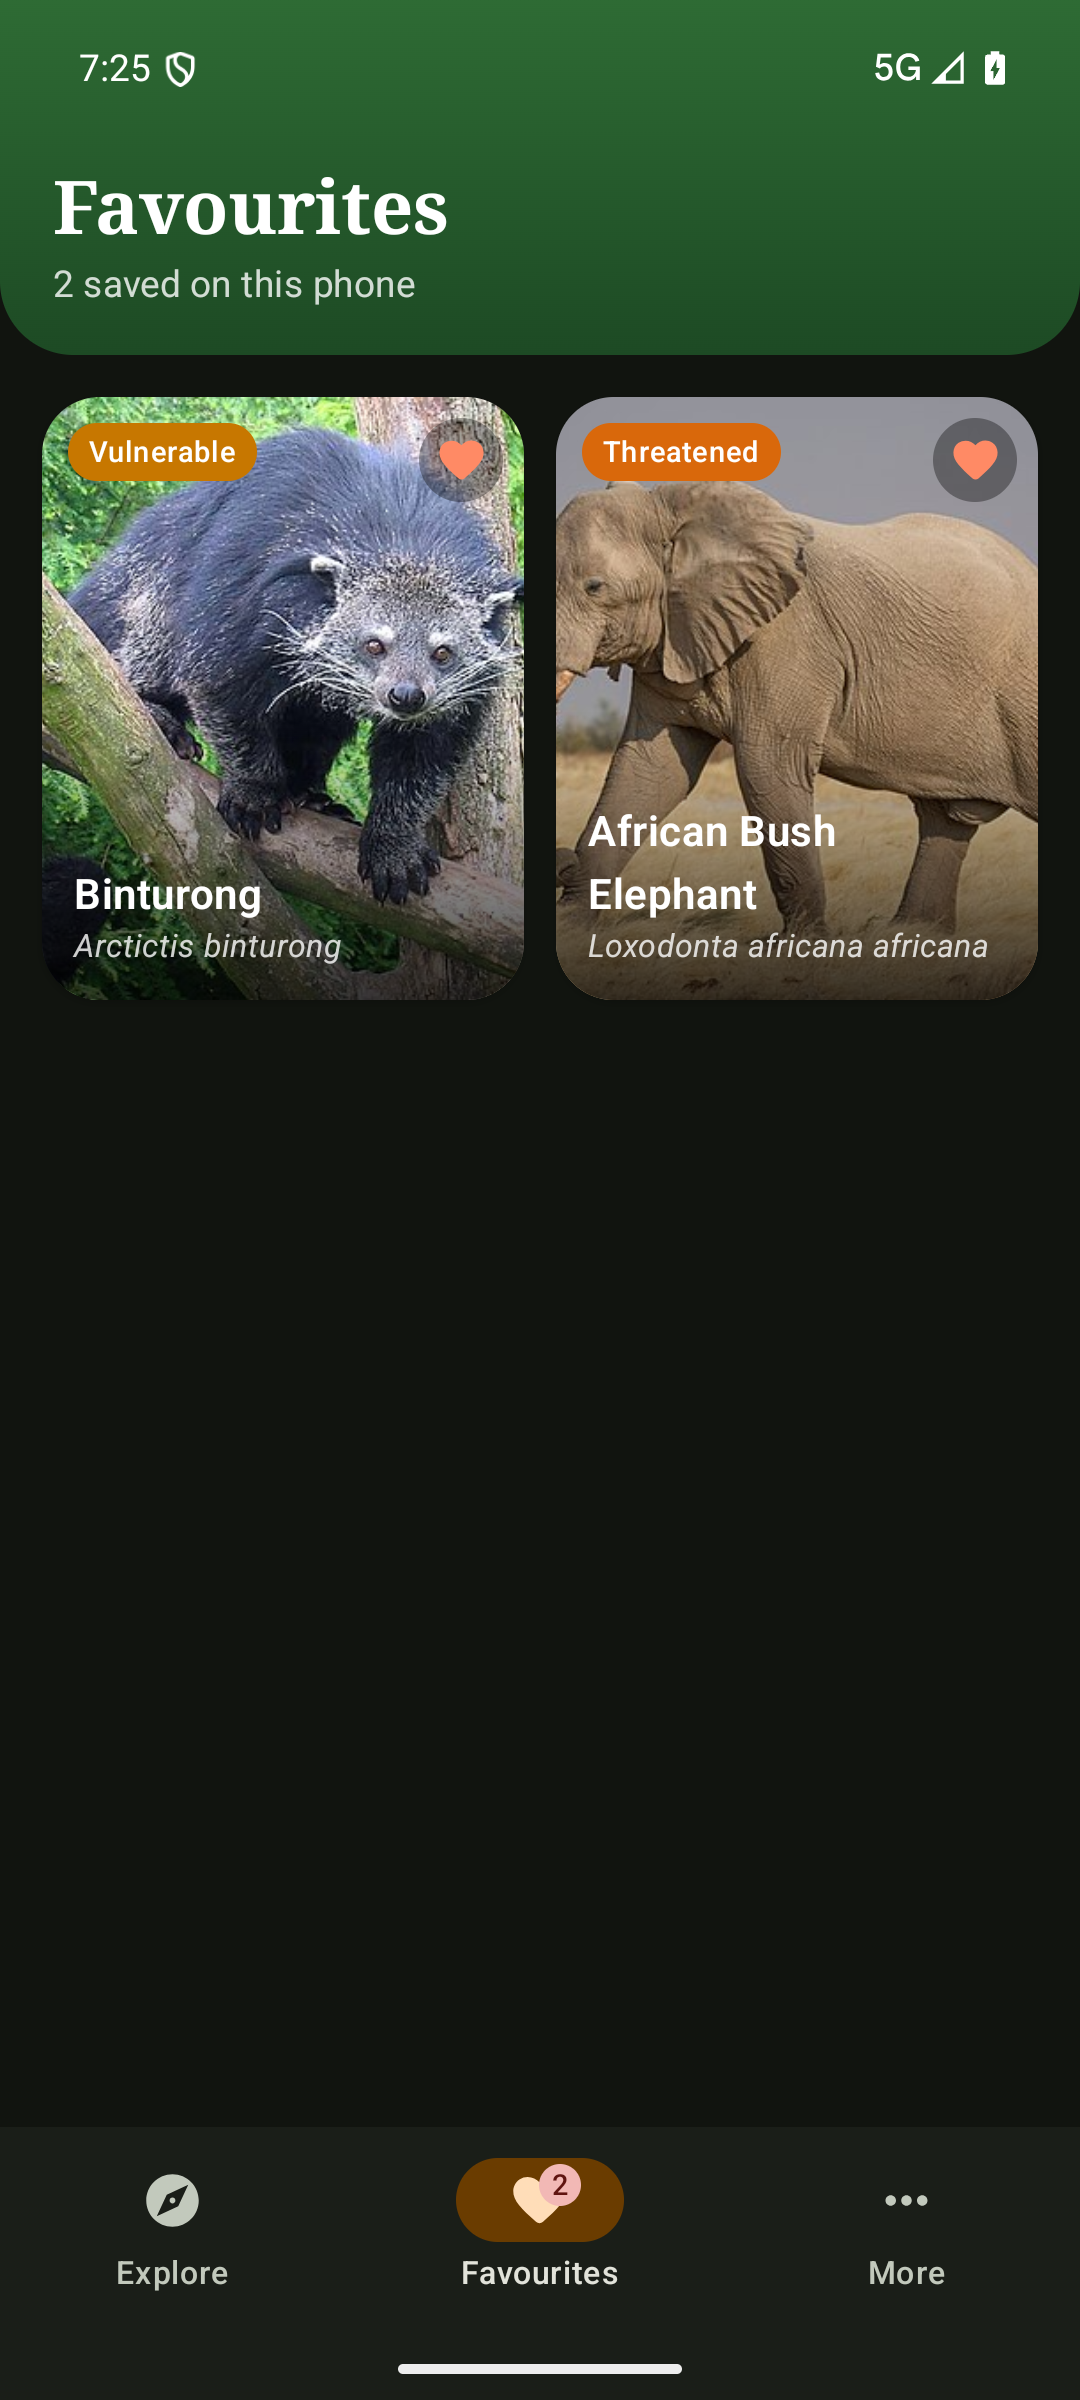 7:25
5G
Favourites
2 saved on this phone
Vulnerable
Threatened
Binturong
Arctictis binturong
African Bush
Elephant
Loxodonta africana africana
2
Explore
Favourites
More